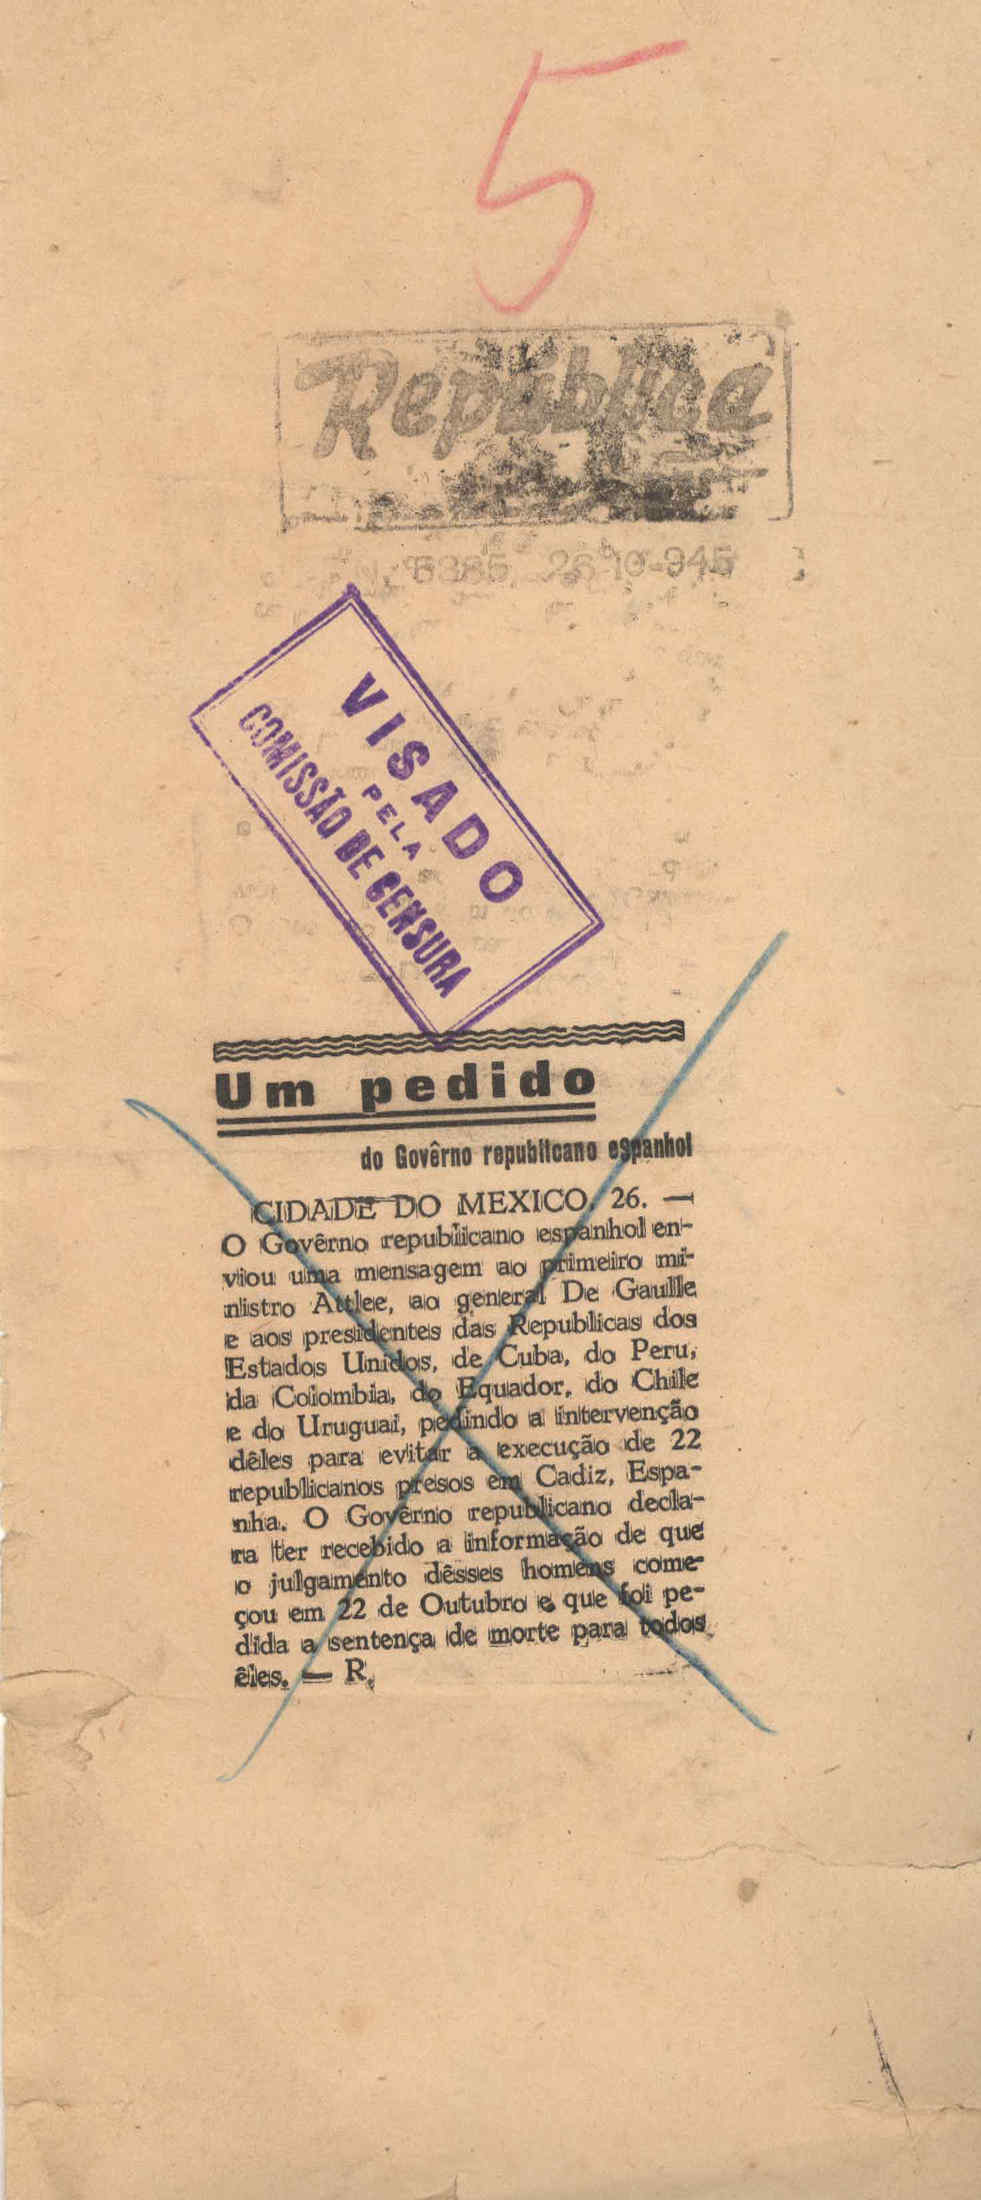 5
República
26-10-945
VISADO
PELA
COMISSÃO DE CENSURA
Um pedido
do Govêrno republicano espanhol
CIDADE DO MEXICO, 26. —
O Govêrno republicano espanhol en-
viou uma mensagem ao primeiro mi-
nistro Attlee, ao general De Gaulle
e aos presidentes das Republicas dos
Estados Unidos, de Cuba, do Peru,
da Colombia, do Equador, do Chile
e do Uruguai, pedindo a intervenção
dêles para evitar a execução de 22
republicanos presos em Cadiz, Espa-
nha. O Govêrno republicano decla-
ra ter recebido a informação de que
o julgamento dêsses homens come-
çou em 22 de Outubro e que foi pe-
dida a sentença de morte para todos
êles. — R.